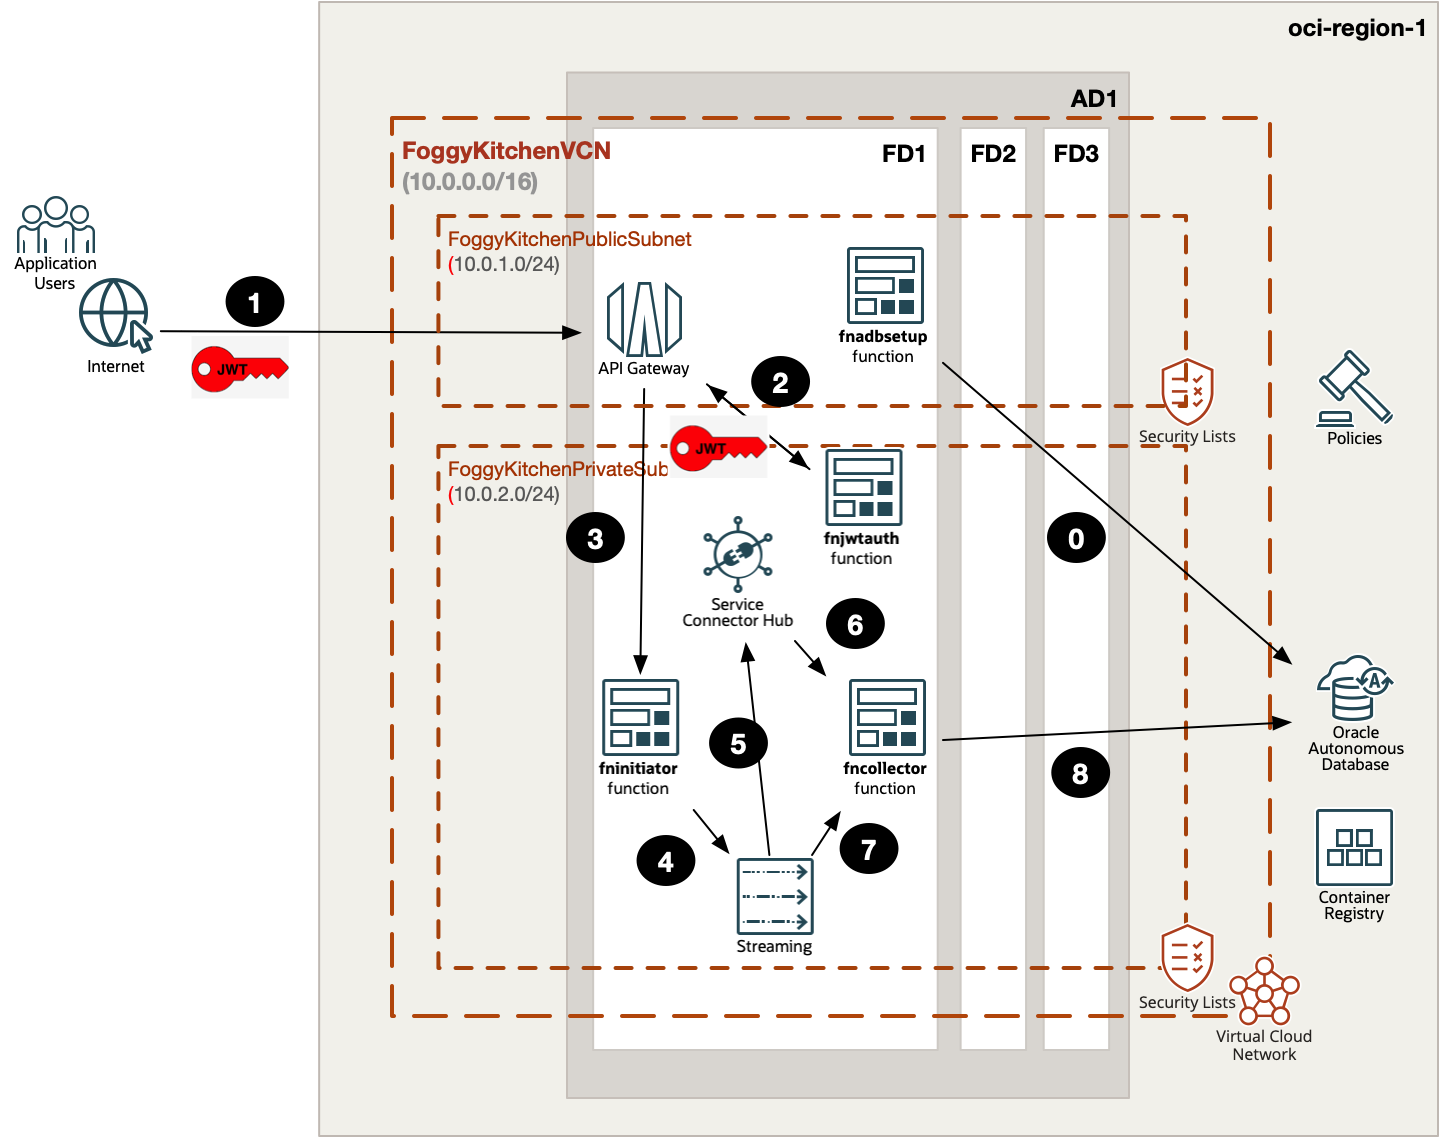 oci-region-1
AD1
FoggyKitchenVCN
(10.0.0.0/16)
FD1
FD2
FD3
Application
Users
FoggyKitchenPublicSubnet
(10.0.1.0/24)
1
Internet
JWT
API Gateway
fnadbsetup
function
2
Security Lists
Policies
JWT
FoggyKitchenPrivateSub
(10.0.2.0/24)
3
fnjwtauth
function
0
Service
Connector Hub
6
5
fninitiator
function
fncollector
function
8
A
Oracle
Autonomous
Database
4
7
Streaming
Container
Registry
Security Lists
Virtual Cloud
Network